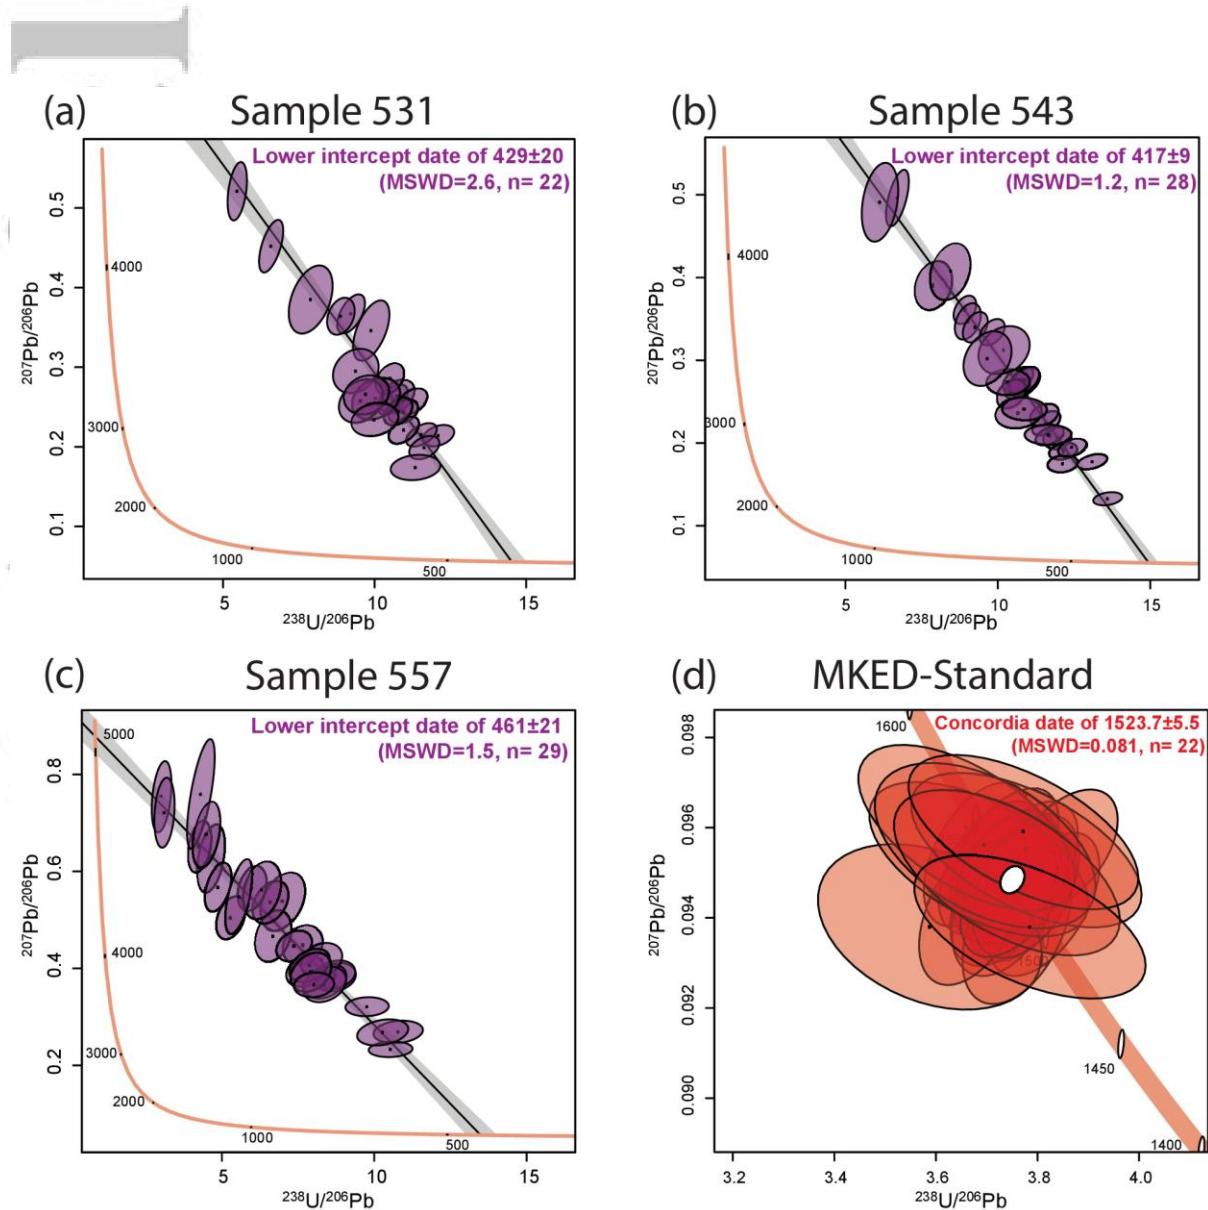 (a)
Sample 531
Lower intercept date of 429±20
(MSWD=2.6, n= 22)
²⁰⁷Pb/²⁰⁶Pb
0.5
0.4
0.3
0.2
0.1
4000
3000
2000
1000
500
5
10
15
²³⁸U/²⁰⁶Pb
(b)
Sample 543
Lower intercept date of 417±9
(MSWD=1.2, n= 28)
²⁰⁷Pb/²⁰⁶Pb
0.5
0.4
0.3
0.2
0.1
4000
3000
2000
1000
500
5
10
15
²³⁸U/²⁰⁶Pb
(c)
Sample 557
Lower intercept date of 461±21
(MSWD=1.5, n= 29)
²⁰⁷Pb/²⁰⁶Pb
0.8
0.6
0.4
0.2
5000
4000
3000
2000
1000
500
5
10
²³⁸U/²⁰⁶Pb
(d)
MKED-Standard
Concordia date of 1523.7±5.5
(MSWD=0.081, n= 22)
²⁰⁷Pb/²⁰⁶Pb
0.098
0.096
0.094
0.092
0.090
1600
1500
1450
1400
3.2
3.4
3.6
3.8
4.0
²³⁸U/²⁰⁶Pb